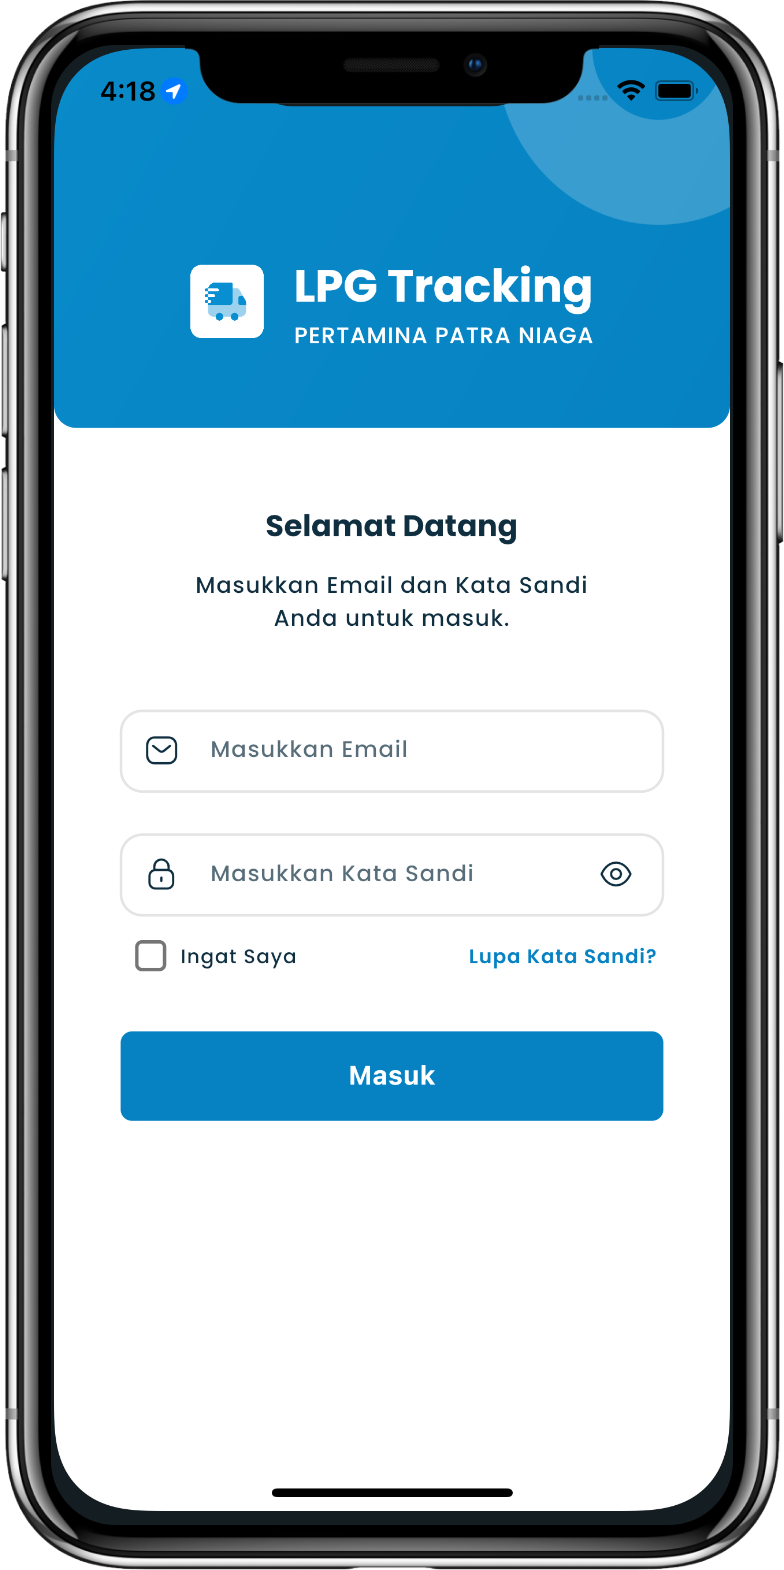 4:18
LPG Tracking
PERTAMINA PATRA NIAGA
Selamat Datang
Masukkan Email dan Kata Sandi
Anda untuk masuk.
Masukkan Email
Masukkan Kata Sandi
Ingat Saya
Lupa Kata Sandi?
Masuk